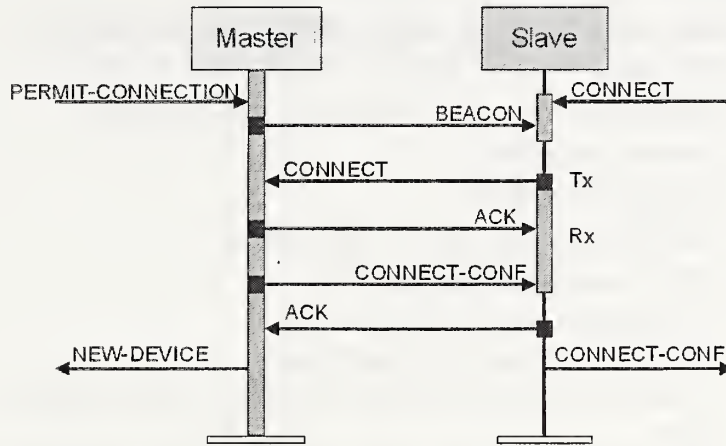 Master
Slave
PERMIT-CONNECTION
CONNECT
BEACON
CONNECT
Tx
ACK
Rx
CONNECT-CONF
ACK
NEW-DEVICE
CONNECT-CONF